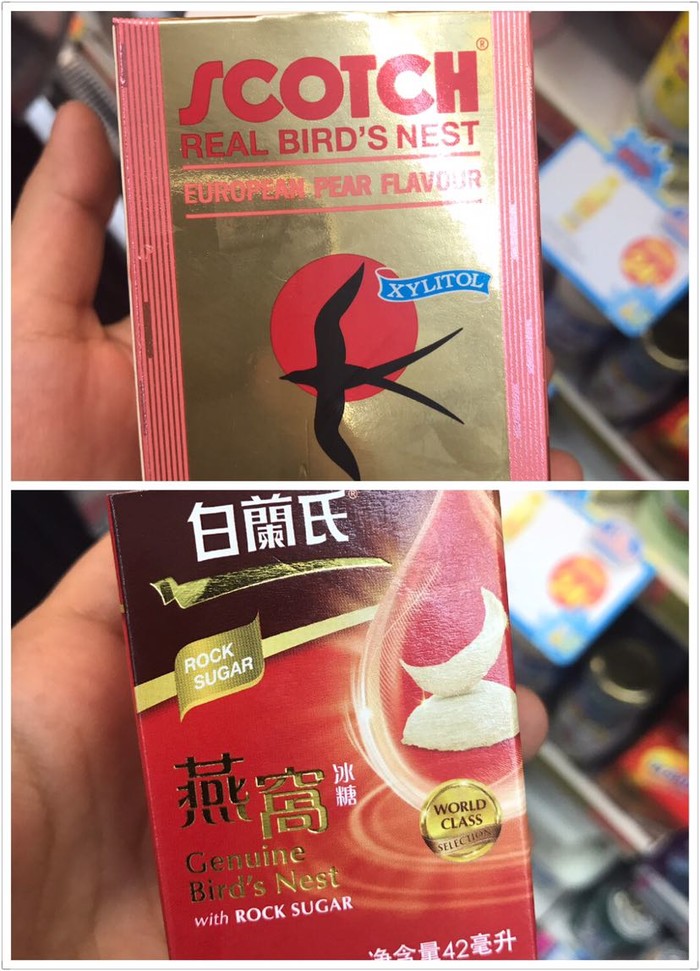 SCOTCH®
REAL BIRD'S NEST
EUROPEAN PEAR FLAVOUR
XYLITOL
白蘭氏®
ROCK
SUGAR
燕窩
冰糖
Genuine
Bird's Nest
with ROCK SUGAR
WORLD
CLASS
SELECTION
净含量42毫升